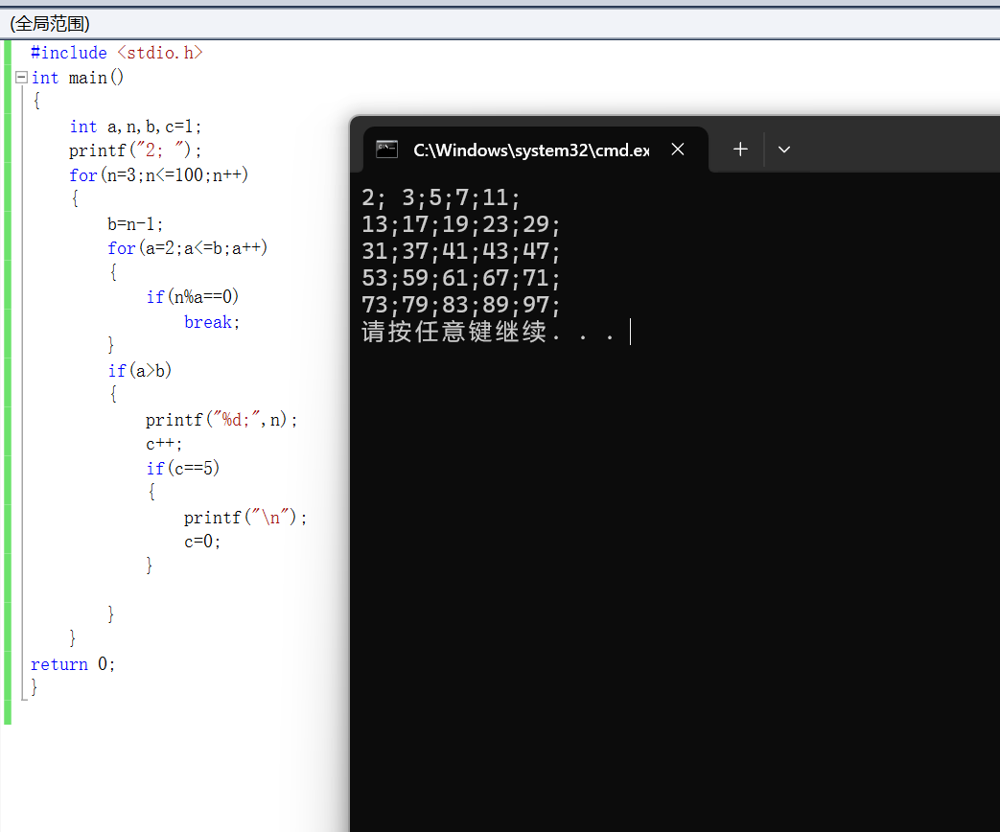 (全局范围)
#include <stdio.h>
int main()
{
int a,n,b,c=1;
printf("2; ");
for(n=3;n<=100;n++)
{
b=n-1;
for(a=2;a<=b;a++)
{
if(n%a==0)
break;
}
if(a>b)
{
printf("%d;",n);
c++;
if(c==5)
{
printf("\n");
c=0;
}
}
}
return 0;
}
C:\Windows\system32\cmd.ex
2; 3;5;7;11;
13;17;19;23;29;
31;37;41;43;47;
53;59;61;67;71;
73;79;83;89;97;
请按任意键继续. . .